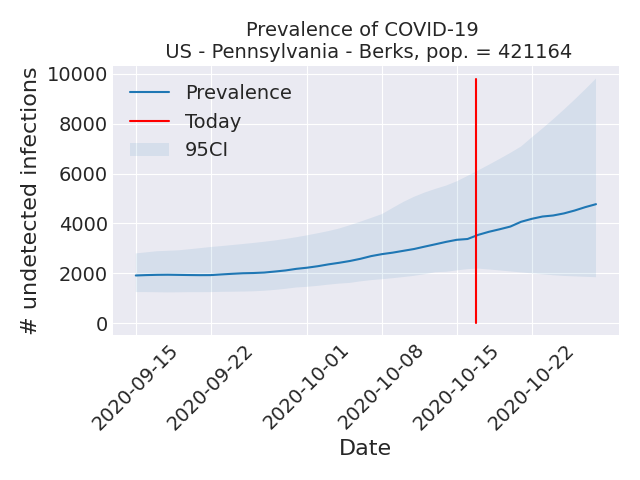 Prevalence of COVID-19
US - Pennsylvania - Berks, pop. = 421164
# undetected infections
10000
8000
6000
4000
2000
0
Prevalence
Today
95CI
2020-09-15
2020-09-22
2020-10-01
2020-10-08
2020-10-15
2020-10-22
Date